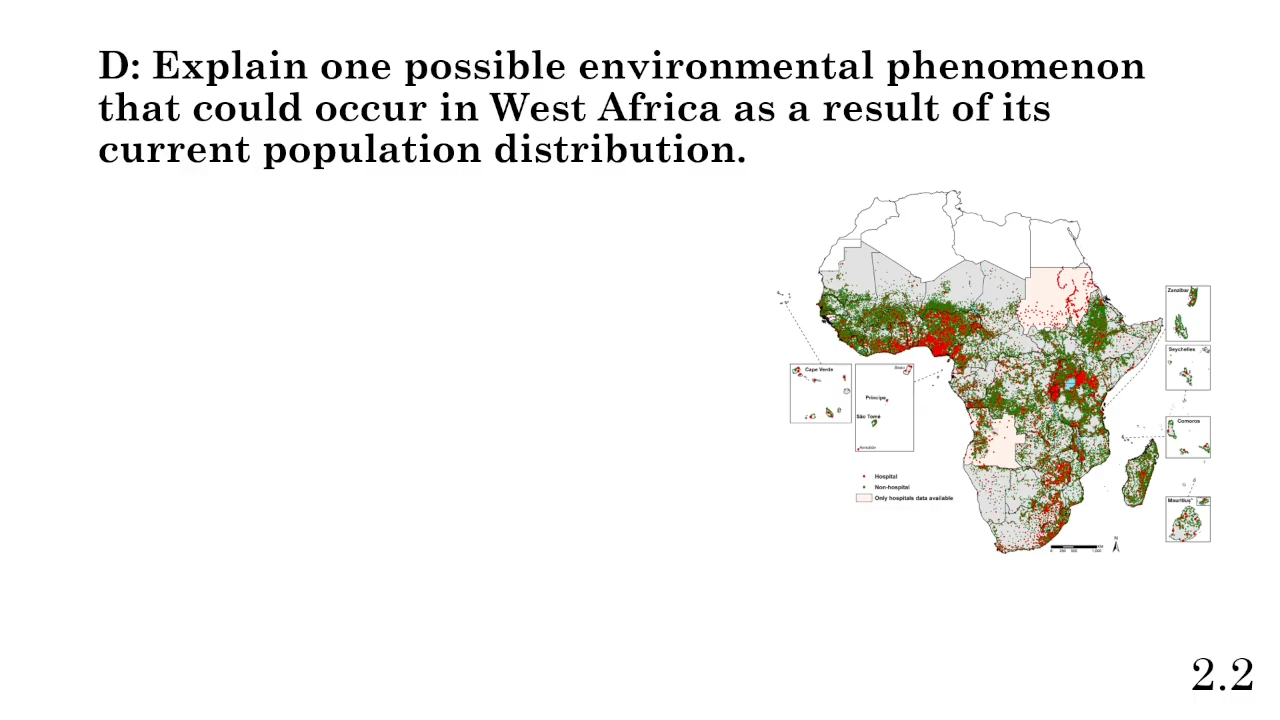 D: Explain one possible environmental phenomenon
that could occur in West Africa as a result of its
current population distribution.
Zanzibar
Seychelles
Cape Verde
Príncipe
São Tomé
Comoros
Hospital
Non-hospital
Only hospitals data available
Mauritius*
N
2.2